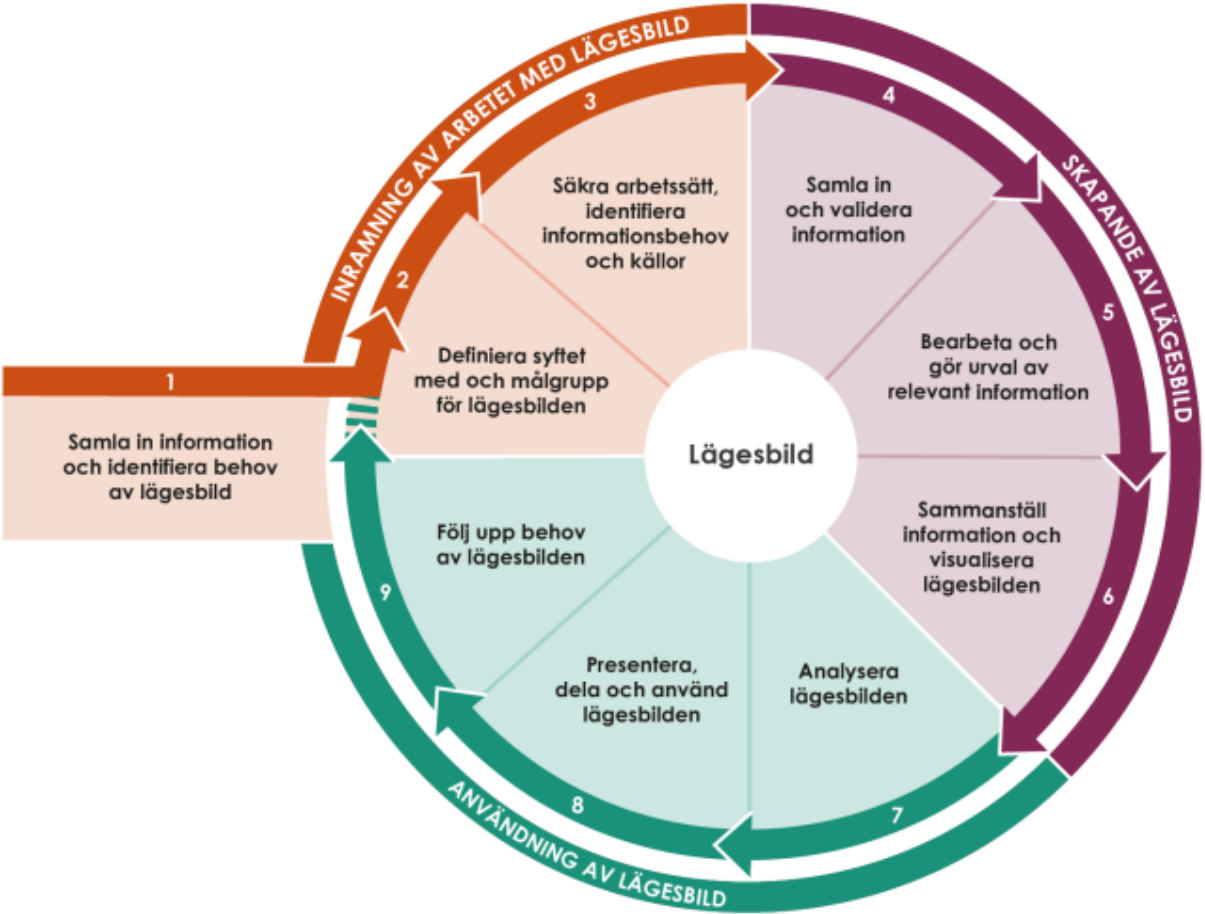 INRAMNING AV ARBETET MED LÄGESBILD
1
Samla in information
och identifiera behov
av lägesbild
2
Definiera syftet
med och målgrupp
för lägesbilden
3
Säkra arbetssätt,
identifiera
informationsbehov
och källor
SKAPANDE AV LÄGESBILD
4
Samla in
och validera
information
5
Bearbeta och
gör urval av
relevant information
6
Sammanställ
information och
visualisera
lägesbilden
ANVÄNDNING AV LÄGESBILD
7
Analysera
lägesbilden
8
Presentera,
dela och använd
lägesbilden
9
Följ upp behov
av lägesbilden
Lägesbild